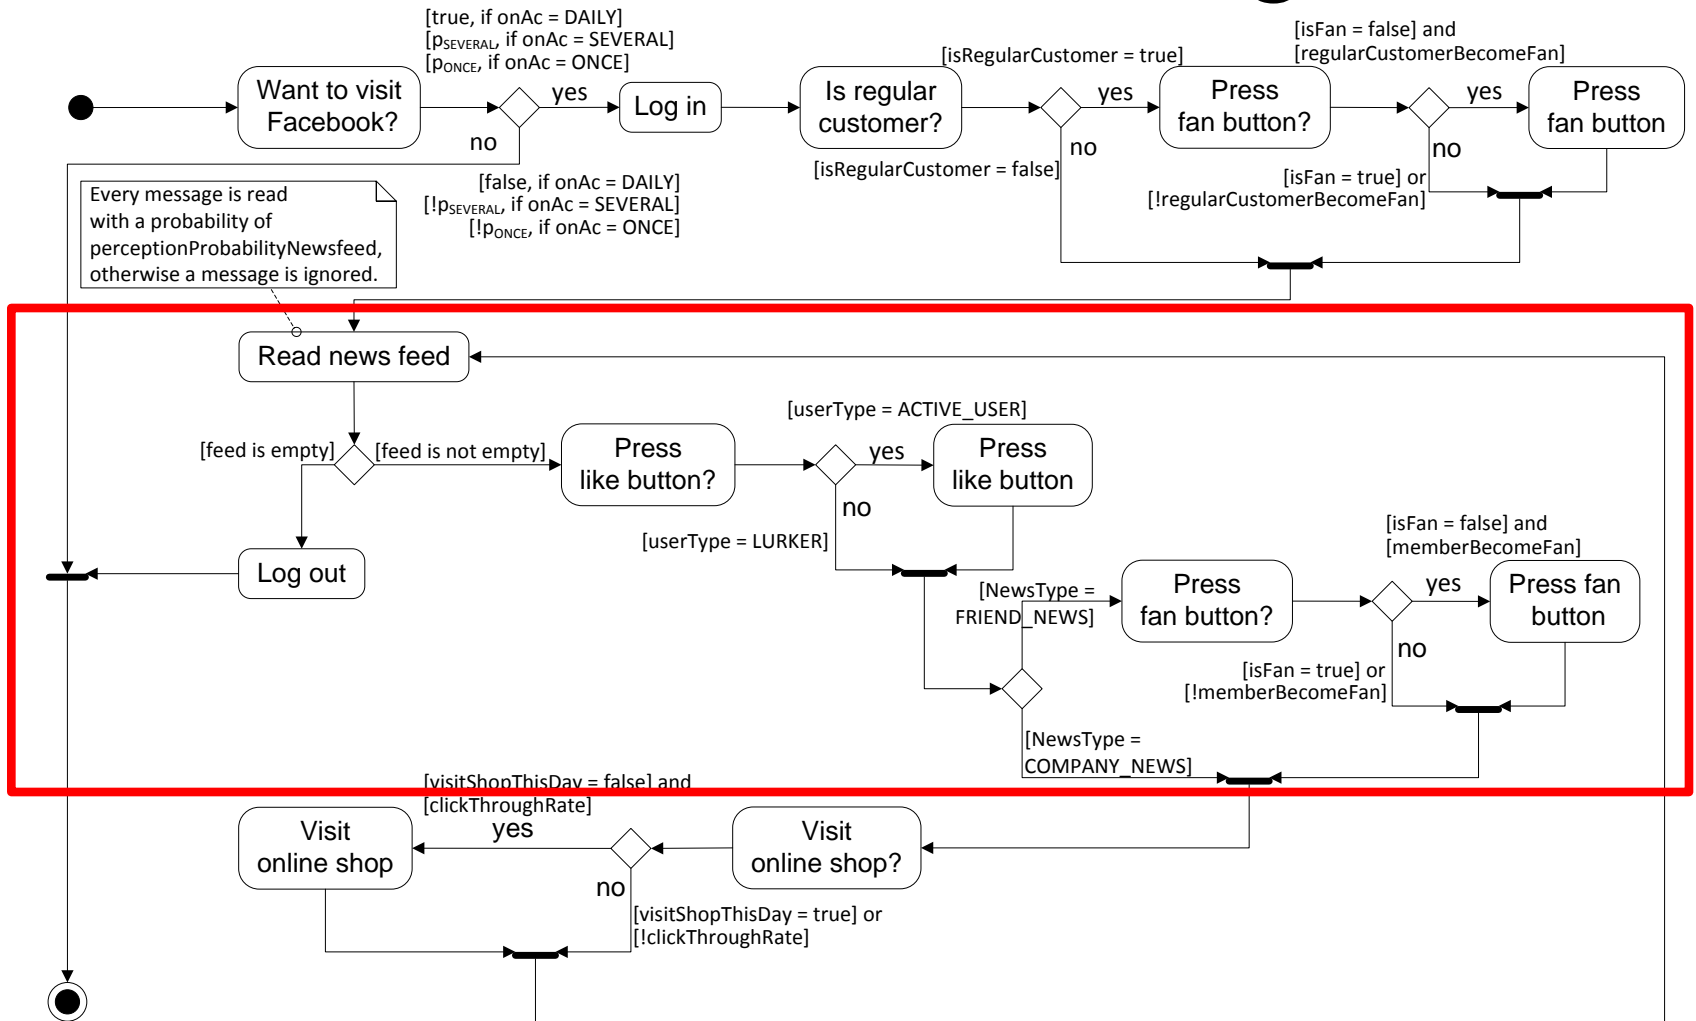 [true, if onAc = DAILY]
[pSEVERAL, if onAc = SEVERAL]
[pONCE, if onAc = ONCE]
Want to visit
Facebook?
yes
no
[false, if onAc = DAILY]
[!pSEVERAL, if onAc = SEVERAL]
[!pONCE, if onAc = ONCE]
Log in
Is regular
customer?
[isRegularCustomer = true]
yes
no
[isRegularCustomer = false]
Press
fan button?
[isFan = false] and
[regularCustomerBecomeFan]
yes
no
[isFan = true] or
[!regularCustomerBecomeFan]
Press
fan button
Every message is read
with a probability of
perceptionProbabilityNewsfeed,
otherwise a message is ignored.
Read news feed
[feed is empty]
[feed is not empty]
Log out
Press
like button?
[userType = ACTIVE_USER]
yes
no
[userType = LURKER]
Press
like button
[NewsType =
FRIEND_NEWS]
Press
fan button?
[isFan = false] and
[memberBecomeFan]
yes
no
[isFan = true] or
[!memberBecomeFan]
Press fan
button
[NewsType =
COMPANY_NEWS]
[visitShopThisDay = false] and
[clickThroughRate]
yes
Visit
online shop
no
[visitShopThisDay = true] or
[!clickThroughRate]
Visit
online shop?